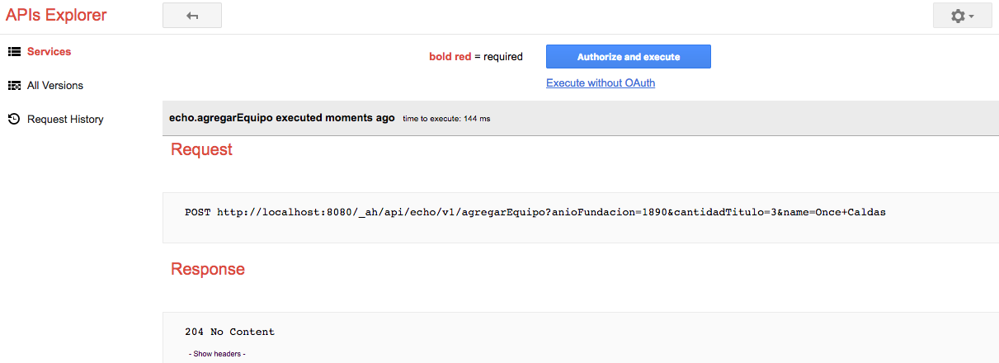 APIs Explorer
Services
All Versions
Request History
bold red = required
Authorize and execute
Execute without OAuth
echo.agregarEquipo executed moments ago time to execute: 144 ms
Request
POST http://localhost:8080/_ah/api/echo/v1/agregarEquipo?anioFundacion=1890&cantidadTitulo=3&name=Once+Caldas
Response
204 No Content
- Show headers -